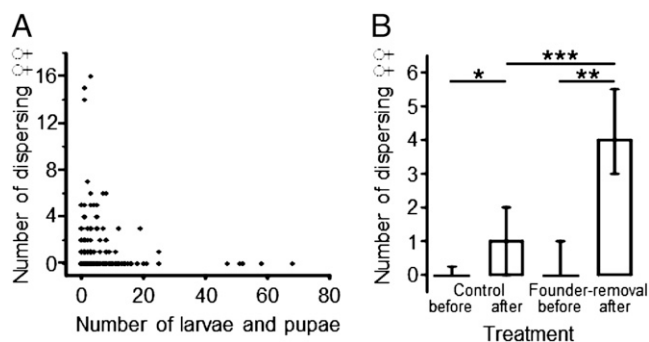 A
Number of dispersing ♀♀
16
12
8
4
0
0 20 40 60 80
Number of larvae and pupae
B
Number of dispersing ♀♀
6
5
4
3
2
1
0
* *** **
Control Founder-removal
before after before after
Treatment